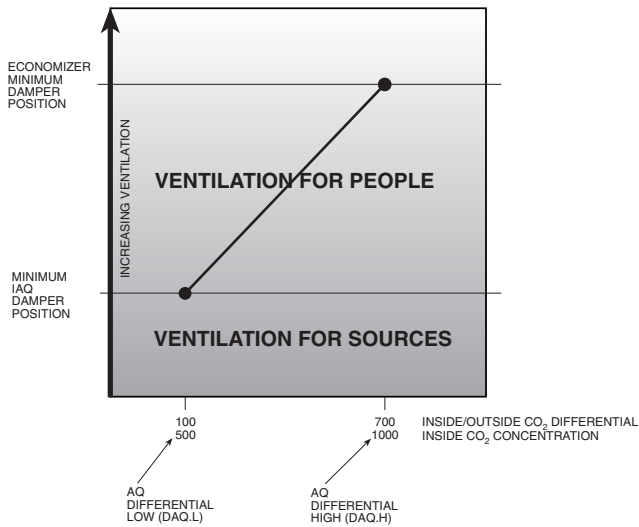 ECONOMIZER
MINIMUM
DAMPER
POSITION
INCREASING VENTILATION
VENTILATION FOR PEOPLE
MINIMUM
IAQ
DAMPER
POSITION
VENTILATION FOR SOURCES
100 700 INSIDE/OUTSIDE CO₂ DIFFERENTIAL
500 1000 INSIDE CO₂ CONCENTRATION
AQ
DIFFERENTIAL
LOW (DAQ.L)
AQ
DIFFERENTIAL
HIGH (DAQ.H)